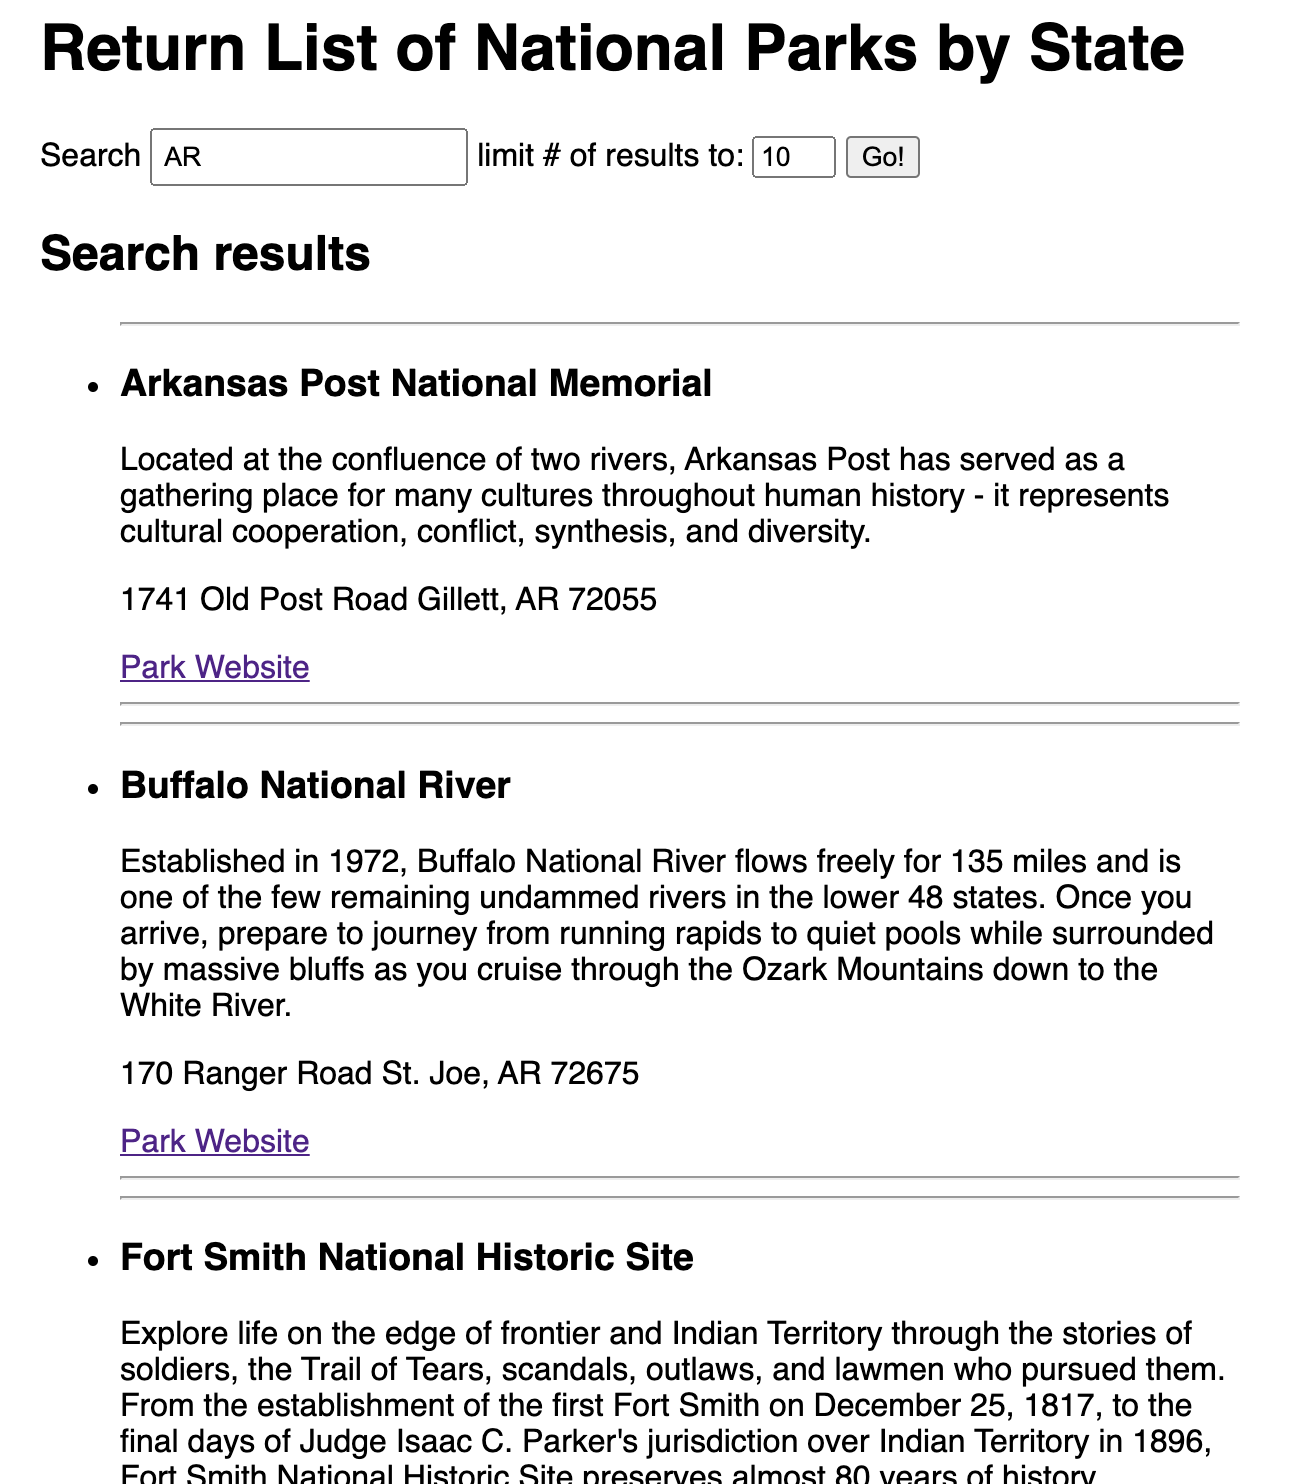 Return List of National Parks by State
Search AR limit # of results to: 10 Go!
Search results
Arkansas Post National Memorial
Located at the confluence of two rivers, Arkansas Post has served as a
gathering place for many cultures throughout human history - it represents
cultural cooperation, conflict, synthesis, and diversity.
1741 Old Post Road Gillett, AR 72055
Park Website
Buffalo National River
Established in 1972, Buffalo National River flows freely for 135 miles and is
one of the few remaining undammed rivers in the lower 48 states. Once you
arrive, prepare to journey from running rapids to quiet pools while surrounded
by massive bluffs as you cruise through the Ozark Mountains down to the
White River.
170 Ranger Road St. Joe, AR 72675
Park Website
Fort Smith National Historic Site
Explore life on the edge of frontier and Indian Territory through the stories of
soldiers, the Trail of Tears, scandals, outlaws, and lawmen who pursued them.
From the establishment of the first Fort Smith on December 25, 1817, to the
final days of Judge Isaac C. Parker's jurisdiction over Indian Territory in 1896,
Fort Smith National Historic Site preserves almost 80 years of history.